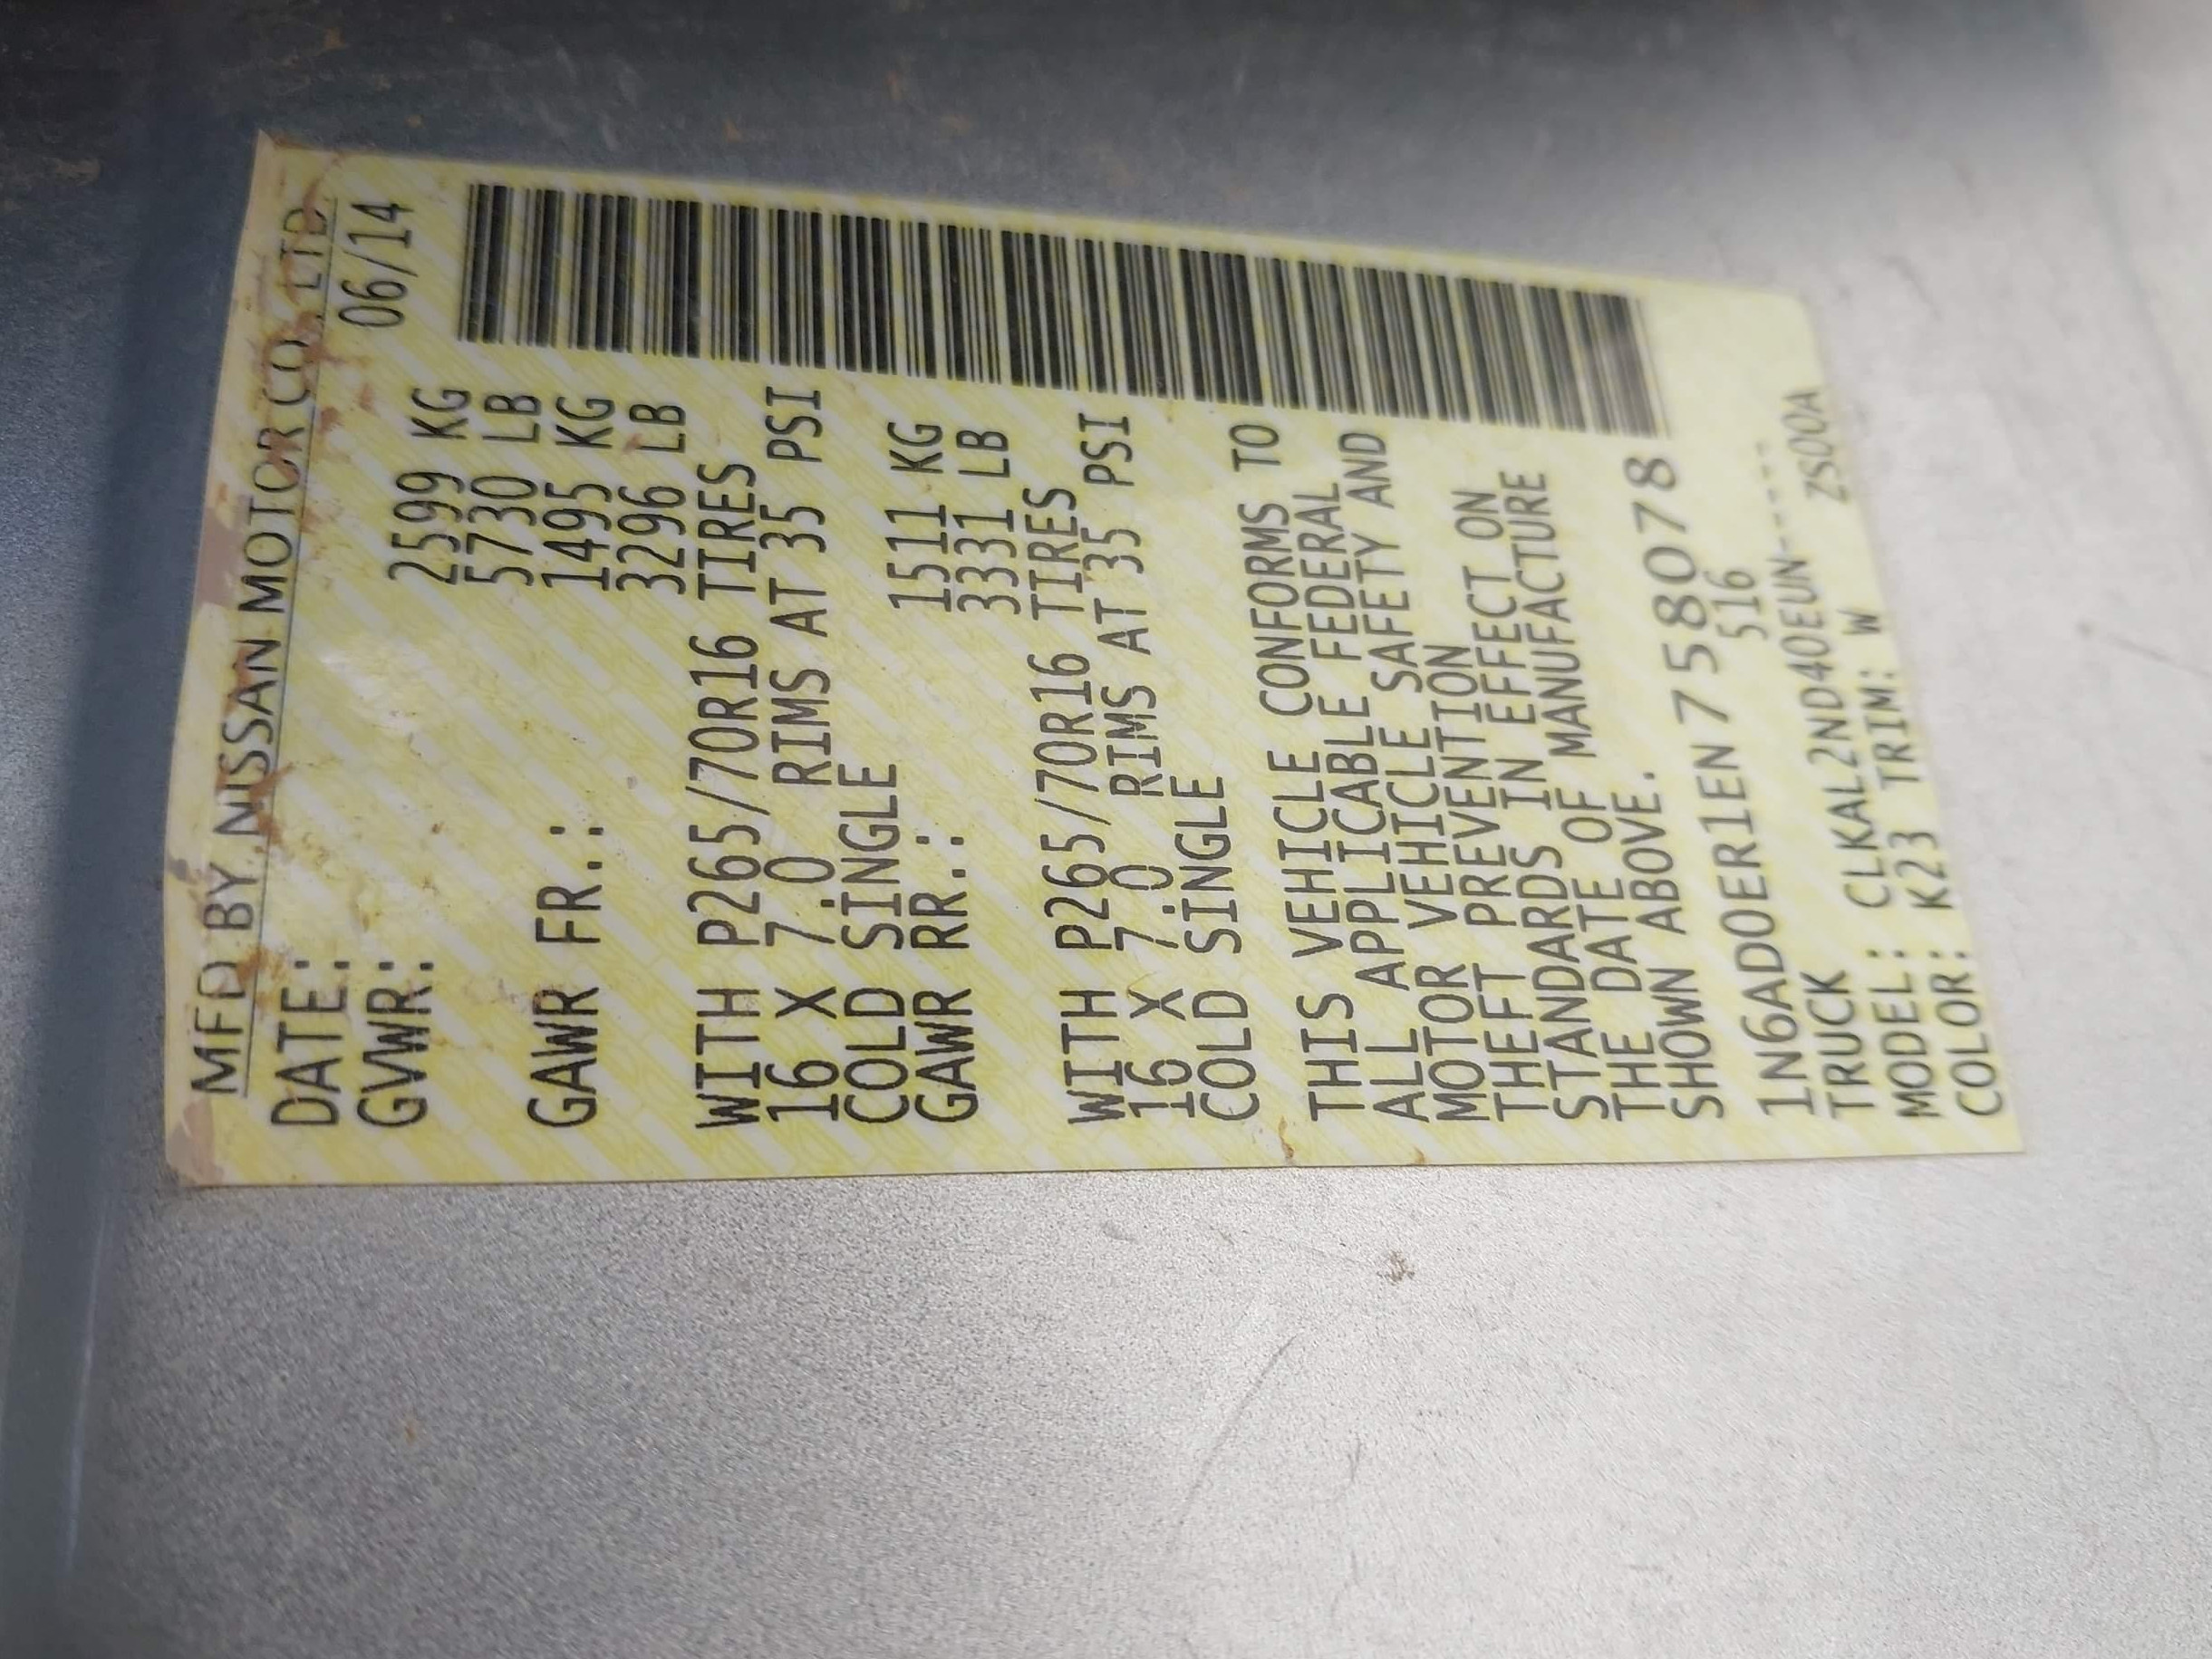 MFD BY NISSAN MOTOR CO.,LTD.
DATE: 06/14
GVWR: 2599 KG
5730 LB
GAWR FR.: 1495 KG
3296 LB
WITH P265/70R16 TIRES
16 X 7.0 RIMS AT 35 PSI
COLD SINGLE
GAWR RR.: 1511 KG
3331 LB
WITH P265/70R16 TIRES
16 X 7.0 RIMS AT 35 PSI
COLD SINGLE
THIS VEHICLE CONFORMS TO
ALL APPLICABLE FEDERAL
MOTOR VEHICLE SAFETY AND
THEFT PREVENTION
STANDARDS IN EFFECT ON
THE DATE OF MANUFACTURE
SHOWN ABOVE.
1N6AD0ER1EN758078
TRUCK 516
MODEL: CLKAL2ND40EUN-----
COLOR: K23 TRIM: W ZS00A